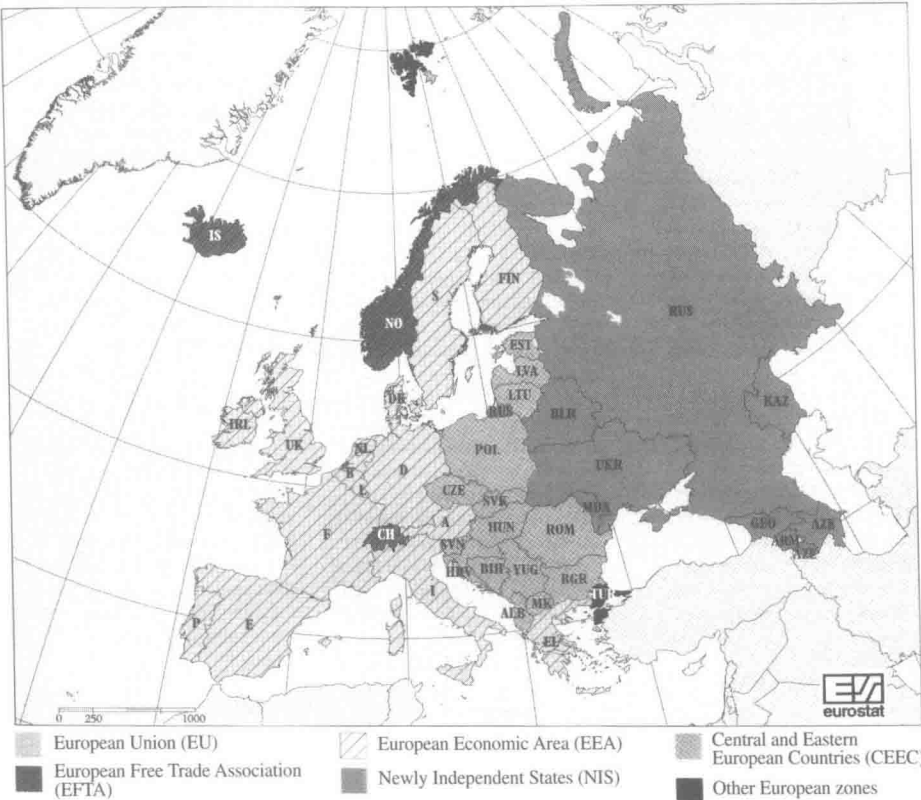 IS
NO
S
FIN
RUS
EST
LVA
LTU
RUS
BLR
KAZ
DK
IRL
UK
NL
B
L
D
POL
UKR
CZE
SVK
MDA
F
CH
A
HUN
ROM
SVN
HRV
BIH
YUG
BGR
GEO
AZE
ARM
AZE
P
E
I
ALB
MK
TU
EL
0 250 1000
eurostat
European Union (EU)
European Economic Area (EEA)
Central and Eastern
European Countries (CEEC)
European Free Trade Association
(EFTA)
Newly Independent States (NIS)
Other European zones